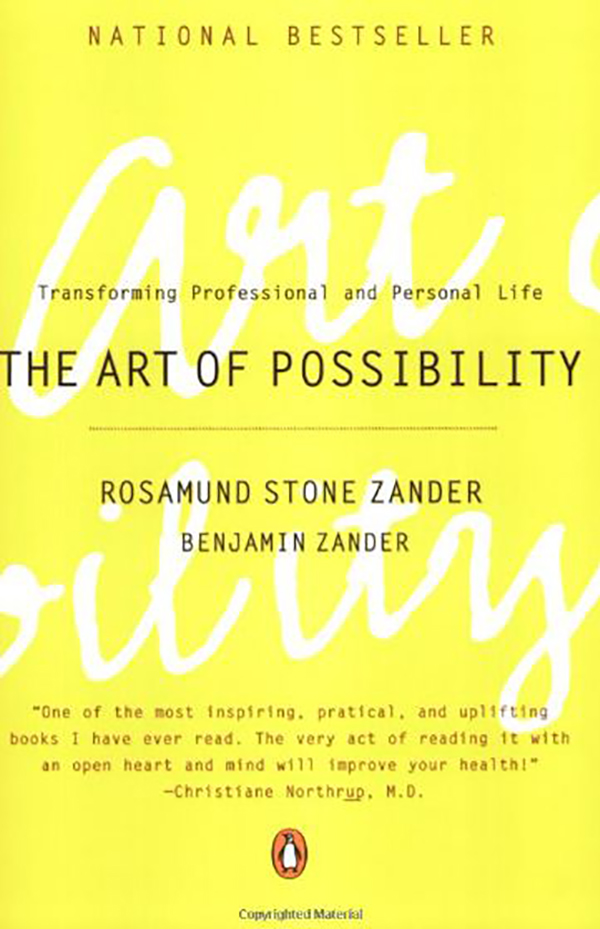 NATIONAL BESTSELLER
Art o
Transforming Professional and Personal Life
THE ART OF POSSIBILITY
ROSAMUND STONE ZANDER
BENJAMIN ZANDER
bility
"One of the most inspiring, pratical, and uplifting
books I have ever read. The very act of reading it with
an open heart and mind will improve your health!"
—Christiane Northrup, M.D.
Copyrighted Material